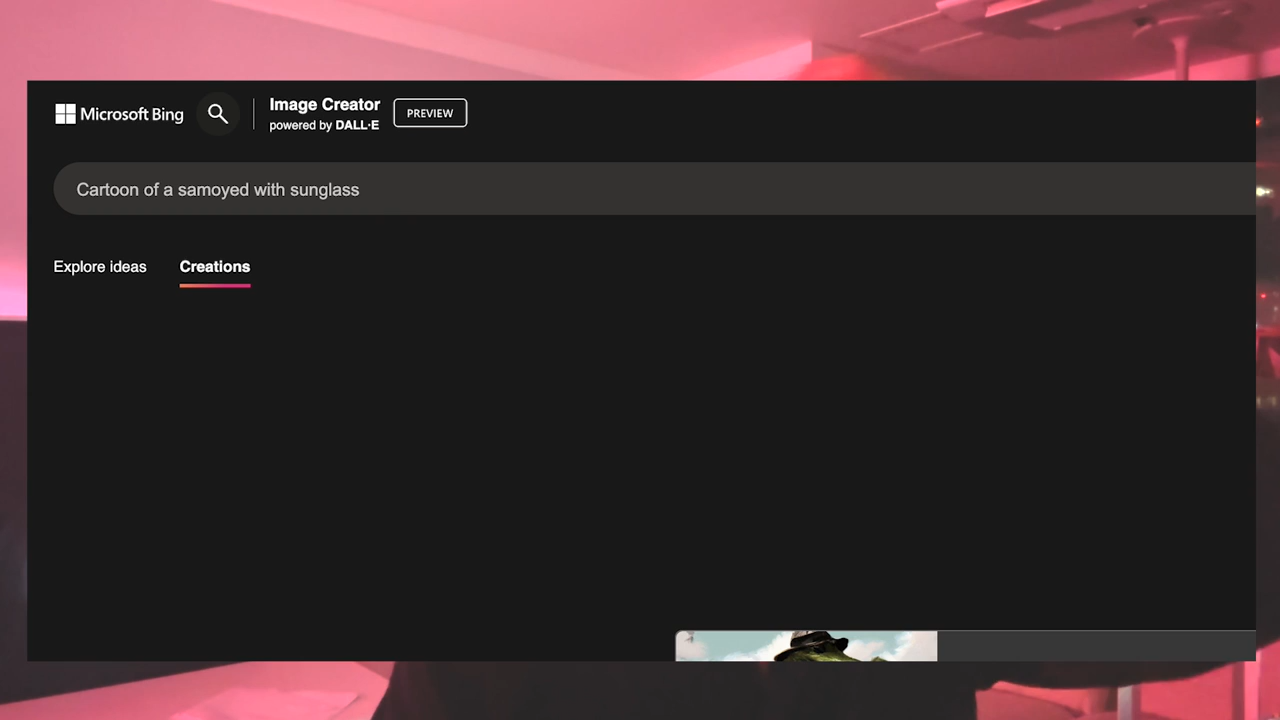 Microsoft Bing
Image Creator
powered by DALL·E
PREVIEW
Cartoon of a samoyed with sunglass
Explore ideas
Creations